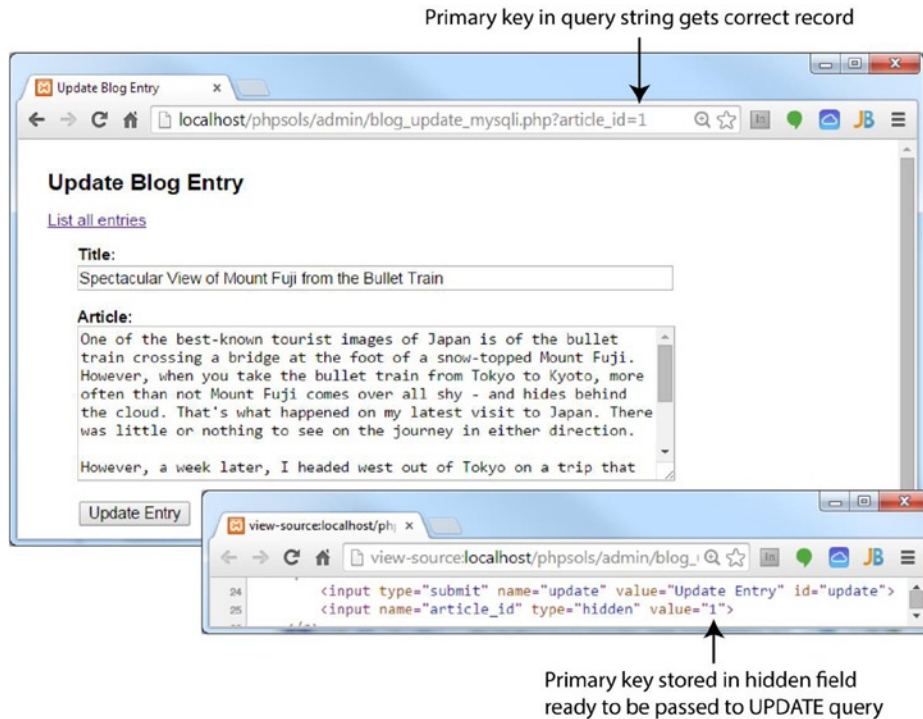 Primary key in query string gets correct record
Update Blog Entry
localhost/phpsols/admin/blog_update_mysqli.php?article_id=1
In
JB
Update Blog Entry
List all entries
Title:
Spectacular View of Mount Fuji from the Bullet Train
Article:
One of the best-known tourist images of Japan is of the bullet
train crossing a bridge at the foot of a snow-topped Mount Fuji.
However, when you take the bullet train from Tokyo to Kyoto, more
often than not Mount Fuji comes over all shy - and hides behind
the cloud. That's what happened on my latest visit to Japan. There
was little or nothing to see on the journey in either direction.
However, a week later, I headed west out of Tokyo on a trip that
Update Entry
view-source:localhost/ph
view-source:localhost/phpsols/admin/blog_
In
JB
24 <input type="submit" name="update" value="Update Entry" id="update">
25 <input name="article_id" type="hidden" value="1">
Primary key stored in hidden field
ready to be passed to UPDATE query